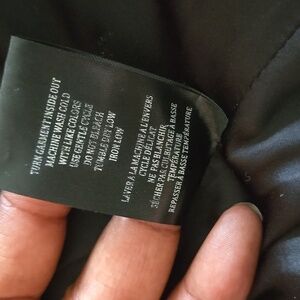 TURN GARMENT INSIDE OUT
MACHINE WASH COLD
WITH LIKE COLORS
USE GENTLE CYCLE
DO NOT BLEACH
TUMBLE DRY LOW
IRON LOW
LAVER A LA MACHINE A L'ENVERS
CYCLE DÉLICAT
NE PAS BLANCHIR
SÉCHER PAR CULBUTAGE A BASSE
TEMPÉRATURE
REPASSER A BASSE TEMPÉRATURE